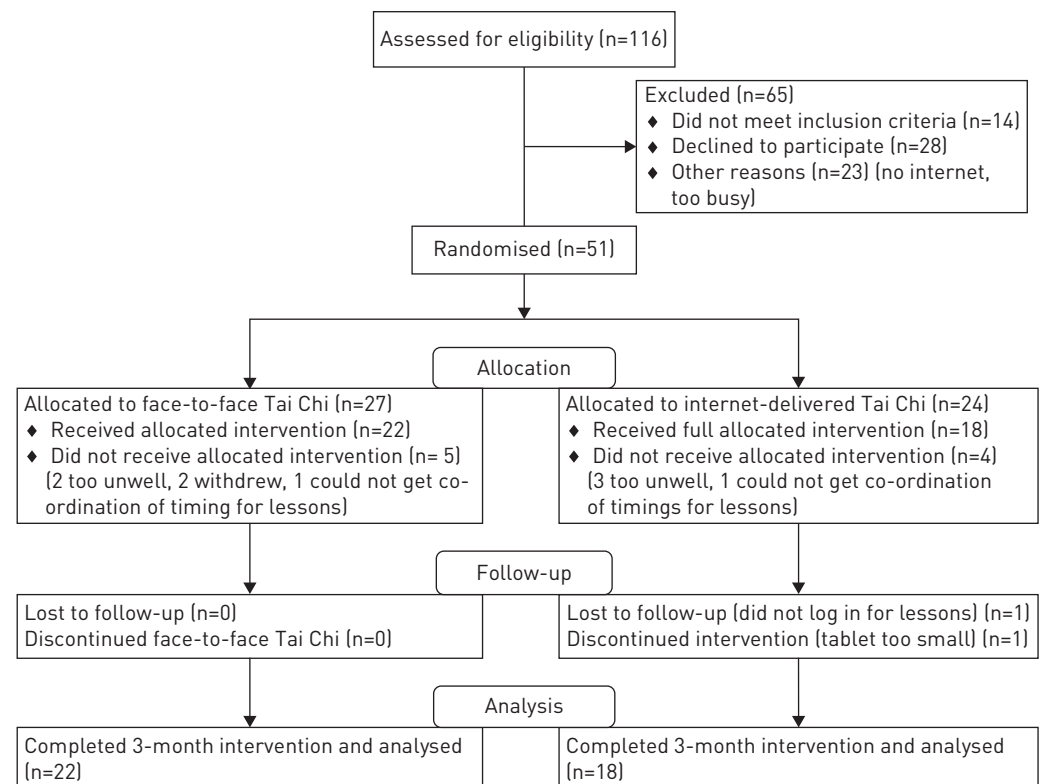 Assessed for eligibility (n=116)
Excluded (n=65)
♦ Did not meet inclusion criteria (n=14)
♦ Declined to participate (n=28)
♦ Other reasons (n=23) (no internet,
too busy)
Randomised (n=51)
Allocation
Allocated to face-to-face Tai Chi (n=27)
♦ Received allocated intervention (n=22)
♦ Did not receive allocated intervention (n= 5)
(2 too unwell, 2 withdrew, 1 could not get co-
ordination of timing for lessons)
Allocated to internet-delivered Tai Chi (n=24)
♦ Received full allocated intervention (n=18)
♦ Did not receive allocated intervention (n=4)
(3 too unwell, 1 could not get co-ordination
of timings for lessons)
Follow-up
Lost to follow-up (n=0)
Discontinued face-to-face Tai Chi (n=0)
Lost to follow-up (did not log in for lessons) (n=1)
Discontinued intervention (tablet too small) (n=1)
Analysis
Completed 3-month intervention and analysed
(n=22)
Completed 3-month intervention and analysed
(n=18)